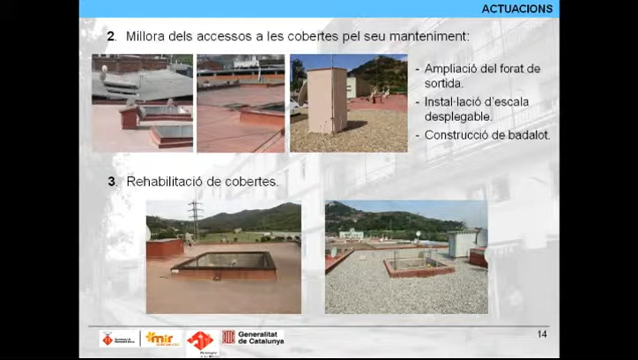 ACTUACIONS
2. Millora dels accessos a les cobertes pel seu manteniment:
- Ampliació del forat de
sortida.
- Instal·lació d'escala
desplegable.
- Construcció de badalot.
3. Rehabilitació de cobertes.
mir
Generalitat
de Catalunya
14